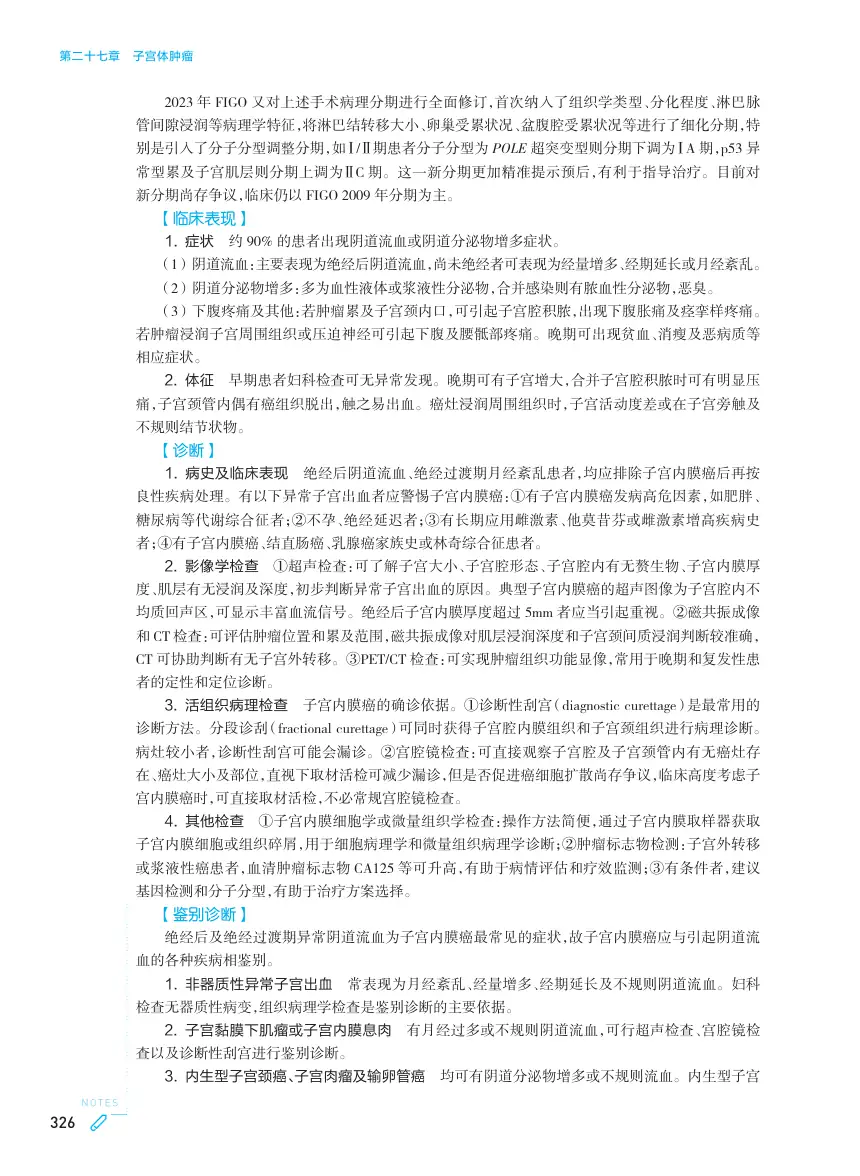 第二十七章　子宫体肿瘤
2023 年 FIGO 又对上述手术病理分期进行全面修订,首次纳入了组织学类型、分化程度、淋巴脉
管间隙浸润等病理学特征,将淋巴结转移大小、卵巢受累状况、盆腹腔受累状况等进行了细化分期,特
别是引入了分子分型调整分期,如Ⅰ/Ⅱ期患者分子分型为 POLE 超突变型则分期下调为ⅠA 期,p53 异
常型累及子宫肌层则分期上调为ⅡC 期。这一新分期更加精准提示预后,有利于指导治疗。目前对
新分期尚存争议,临床仍以 FIGO 2009 年分期为主。
【临床表现】
1. 症状　约 90% 的患者出现阴道流血或阴道分泌物增多症状。
（1）阴道流血:主要表现为绝经后阴道流血,尚未绝经者可表现为经量增多、经期延长或月经紊乱。
（2）阴道分泌物增多:多为血性液体或浆液性分泌物,合并感染则有脓血性分泌物,恶臭。
（3）下腹疼痛及其他:若肿瘤累及子宫颈内口,可引起子宫腔积脓,出现下腹胀痛及痉挛样疼痛。
若肿瘤浸润子宫周围组织或压迫神经可引起下腹及腰骶部疼痛。晚期可出现贫血、消瘦及恶病质等
相应症状。
2. 体征　早期患者妇科检查可无异常发现。晚期可有子宫增大,合并子宫腔积脓时可有明显压
痛,子宫颈管内偶有癌组织脱出,触之易出血。癌灶浸润周围组织时,子宫活动度差或在子宫旁触及
不规则结节状物。
【诊断】
1. 病史及临床表现　绝经后阴道流血、绝经过渡期月经紊乱患者,均应排除子宫内膜癌后再按
良性疾病处理。有以下异常子宫出血者应警惕子宫内膜癌:①有子宫内膜癌发病高危因素,如肥胖、
糖尿病等代谢综合征者;②不孕、绝经延迟者;③有长期应用雌激素、他莫昔芬或雌激素增高疾病史
者;④有子宫内膜癌、结直肠癌、乳腺癌家族史或林奇综合征患者。
2. 影像学检查　①超声检查:可了解子宫大小、子宫腔形态、子宫腔内有无赘生物、子宫内膜厚
度、肌层有无浸润及深度,初步判断异常子宫出血的原因。典型子宫内膜癌的超声图像为子宫腔内不
均质回声区,可显示丰富血流信号。绝经后子宫内膜厚度超过 5mm 者应当引起重视。②磁共振成像
和 CT 检查:可评估肿瘤位置和累及范围,磁共振成像对肌层浸润深度和子宫颈间质浸润判断较准确,
CT 可协助判断有无子宫外转移。③PET/CT 检查:可实现肿瘤组织功能显像,常用于晚期和复发性患
者的定性和定位诊断。
3. 活组织病理检查　子宫内膜癌的确诊依据。①诊断性刮宫（diagnostic curettage）是最常用的
诊断方法。分段诊刮（fractional curettage）可同时获得子宫腔内膜组织和子宫颈组织进行病理诊断。
病灶较小者,诊断性刮宫可能会漏诊。②宫腔镜检查:可直接观察子宫腔及子宫颈管内有无癌灶存
在、癌灶大小及部位,直视下取材活检可减少漏诊,但是否促进癌细胞扩散尚存争议,临床高度考虑子
宫内膜癌时,可直接取材活检,不必常规宫腔镜检查。
4. 其他检查　①子宫内膜细胞学或微量组织学检查:操作方法简便,通过子宫内膜取样器获取
子宫内膜细胞或组织碎屑,用于细胞病理学和微量组织病理学诊断;②肿瘤标志物检测:子宫外转移
或浆液性癌患者,血清肿瘤标志物 CA125 等可升高,有助于病情评估和疗效监测;③有条件者,建议
基因检测和分子分型,有助于治疗方案选择。
【鉴别诊断】
绝经后及绝经过渡期异常阴道流血为子宫内膜癌最常见的症状,故子宫内膜癌应与引起阴道流
血的各种疾病相鉴别。
1. 非器质性异常子宫出血　常表现为月经紊乱、经量增多、经期延长及不规则阴道流血。妇科
检查无器质性病变,组织病理学检查是鉴别诊断的主要依据。
2. 子宫黏膜下肌瘤或子宫内膜息肉　有月经过多或不规则阴道流血,可行超声检查、宫腔镜检
查以及诊断性刮宫进行鉴别诊断。
3. 内生型子宫颈癌、子宫肉瘤及输卵管癌　均可有阴道分泌物增多或不规则流血。内生型子宫
NOTES
326